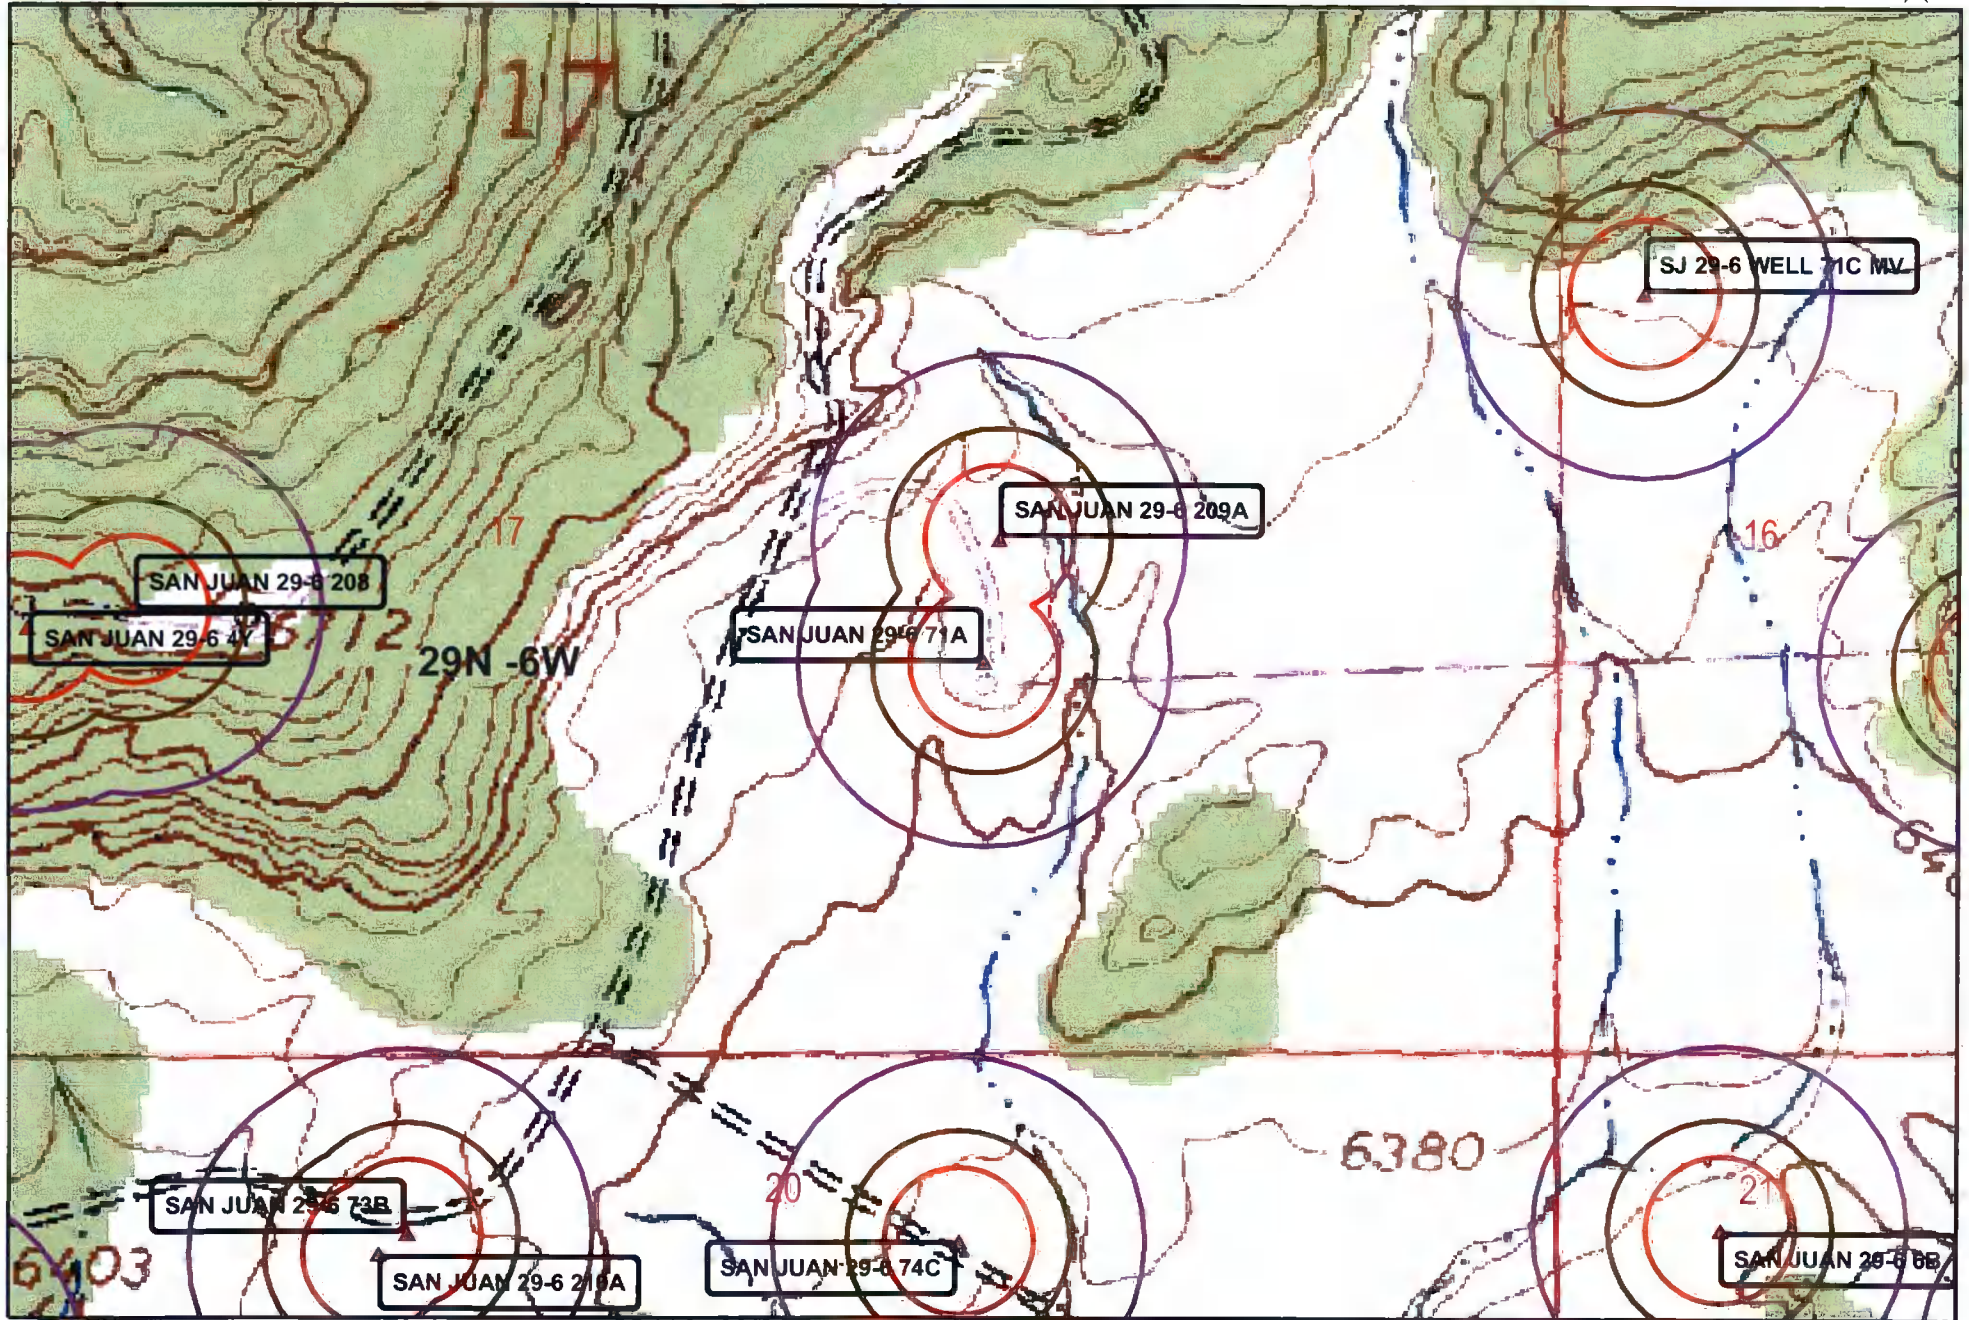 17
SJ 29-6 WELL 71C MV
SAN JUAN 29-6 209A
17
16
SAN JUAN 29-6 208
SAN JUAN 29-6 4Y
SAN JUAN 29-6 71A
29N -6W
6380
20
21
SAN JUAN 29-6 73B
SAN JUAN 29-6 74C
SAN JUAN 29-6 6B
6403
SAN JUAN 29-6 210A